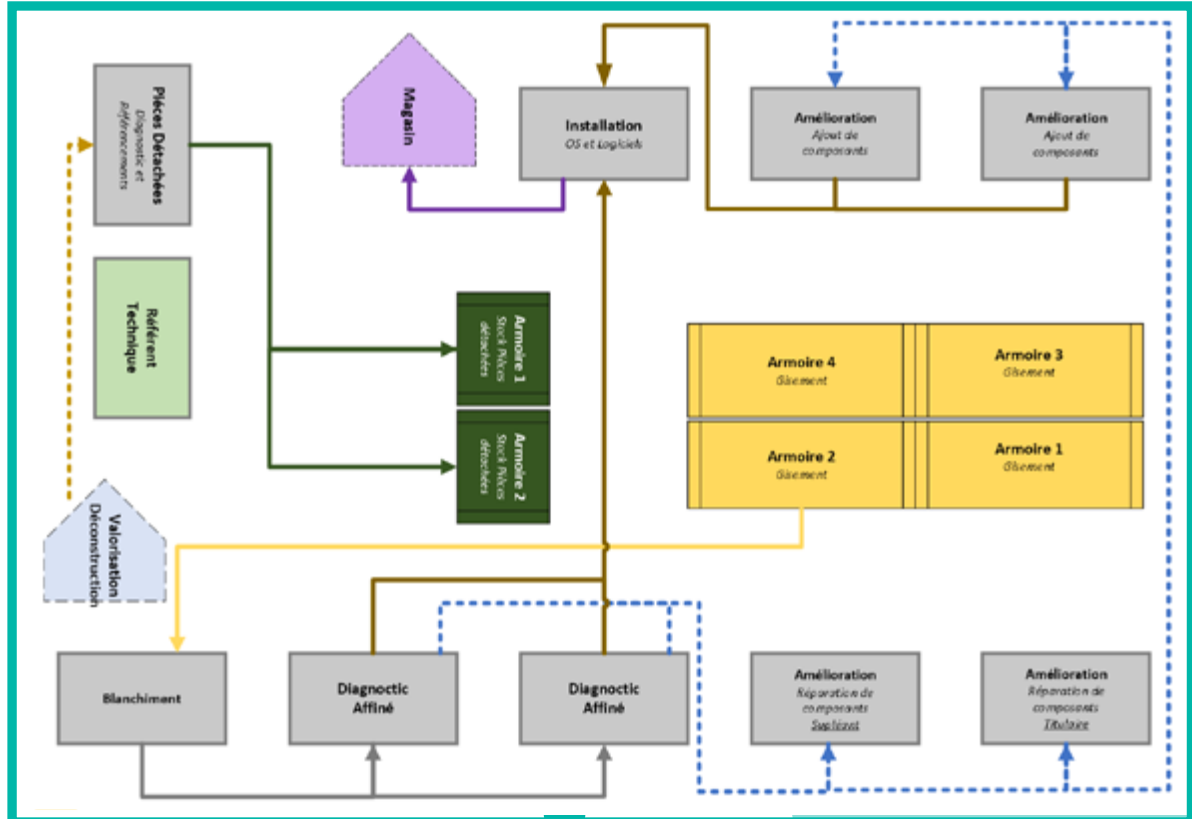 Pièces Détachées
Diagnostic et
Référencements
Magasin
Installation
OS et Logiciels
Amélioration
Ajout de
composants
Amélioration
Ajout de
composants
Référent
Technique
Armoire 1
Stock Pièces
détachées
Armoire 2
Stock Pièces
détachées
Armoire 4
Gisement
Armoire 3
Gisement
Armoire 2
Gisement
Armoire 1
Gisement
Valorisation
Déconstruction
Blanchiment
Diagnoctic
Affiné
Diagnoctic
Affiné
Amélioration
Réparation de
composants
Supléant
Amélioration
Réparation de
composants
Titulaire